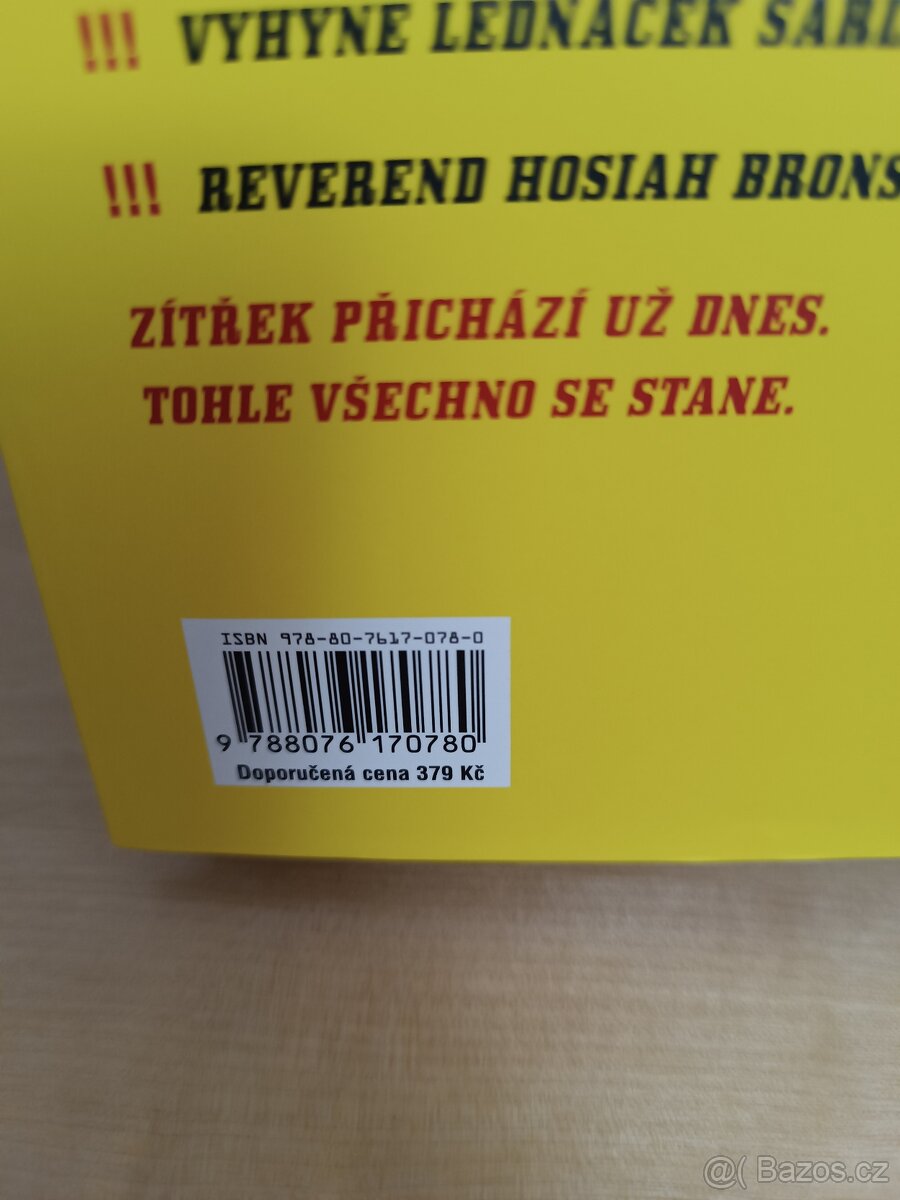 !!! VYHYNE LEDŇÁČEK
!!! REVEREND HOSIAH BRONS
ZÍTŘEK PŘICHÁZÍ UŽ DNES.
TOHLE VŠECHNO SE STANE.
ISBN 978-80-7617-078-0
9 788076 170780
Doporučená cena 379 Kč
@( Bazos.cz